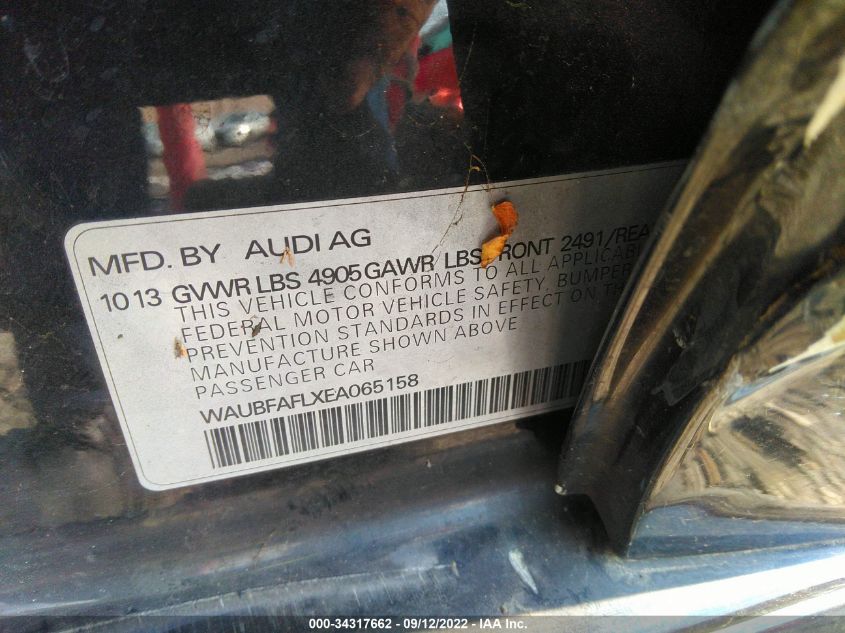 MFD. BY AUDI AG
10 13 GVWR LBS 4905 GAWR LBS FRONT 2491/REA
THIS VEHICLE CONFORMS TO ALL APPLICABL
FEDERAL MOTOR VEHICLE SAFETY, BUMPER
PREVENTION STANDARDS IN EFFECT ON TH
MANUFACTURE SHOWN ABOVE
PASSENGER CAR
WAUBFAFLXEA065158
000-34317662 - 09/12/2022 - IAA Inc.